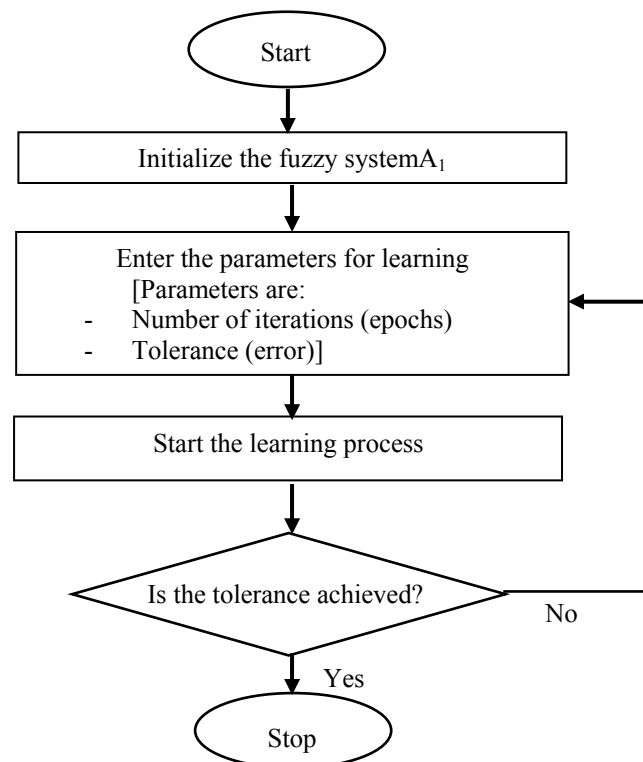 Start
Initialize the fuzzy systemA₁
Enter the parameters for learning
[Parameters are:
- Number of iterations (epochs)
- Tolerance (error)]
Start the learning process
Is the tolerance achieved?
No
Yes
Stop